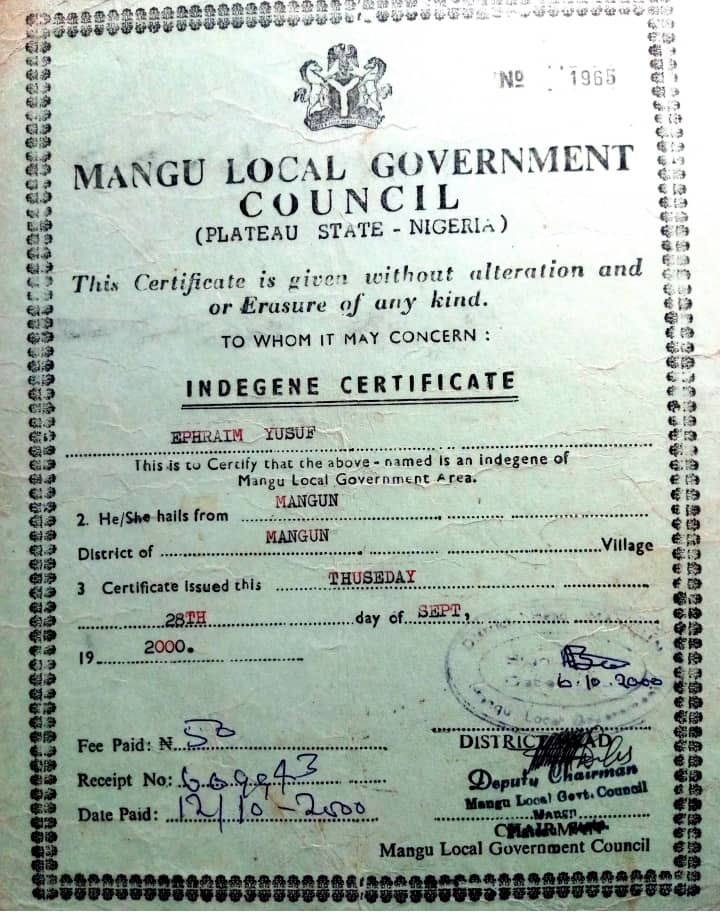 Nº 1965
MANGU LOCAL GOVERNMENT
COUNCIL
(PLATEAU STATE - NIGERIA)
This Certificate is given without alteration and
or Erasure of any kind.
TO WHOM IT MAY CONCERN :
INDEGENE CERTIFICATE
EPHRAIM YUSUF
This is to Certify that the above - named is an indegene of
Mangu Local Government Area.
MANGUN
2. He/She hails from
MANGUN
District of Village
3 Certificate issued this THUSEDAY
28TH day of SEPT,
19 2000.
6.10.2000
Fee Paid: ₦ 50
DISTRICT HEAD
Receipt No: 669943
Deputy Chairman
Mangu Local Govt. Council
Mangu
Date Paid: 12/10-2000
CHAIRMAN
Mangu Local Government Council